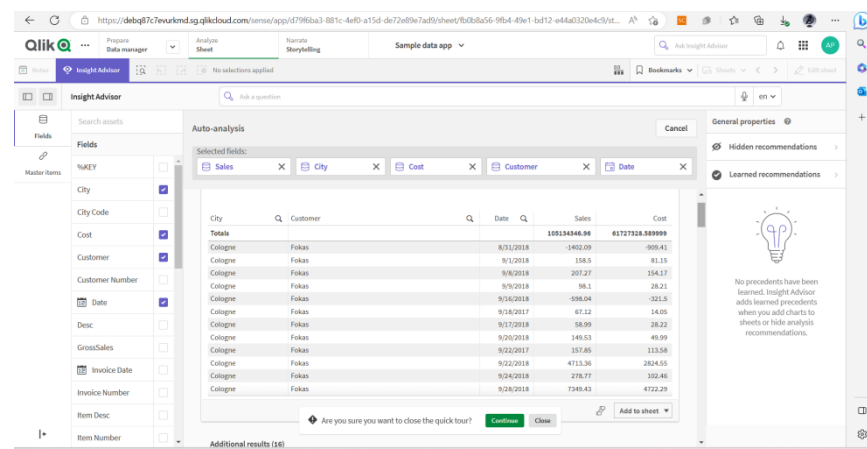 https://debq87c7evurkmd.sg.qlikcloud.com/sense/app/d79f6ba3-881c-4ef0-a15d-de72e89e7ad9/sheet/fb0b8a56-9fb4-49e1-bd12-e44a0320e4c9/st...
Qlik
Prepare
Data manager
Analyze
Sheet
Narrate
Storytelling
Sample data app
Ask Insight Advisor
AP
Notes
Insight Advisor
No selections applied
Bookmarks
Sheets
Edit sheet
Insight Advisor
Ask a question
en
Fields
Master items
Search assets
Fields
%KEY
City
City Code
Cost
Customer
Customer Number
Date
Desc
GrossSales
Invoice Date
Invoice Number
Item Desc
Item Number
Auto-analysis
Cancel
Selected fields:
Sales City Cost Customer Date
City Customer Date Sales Cost
Totals 105134346.96 61727328.589999
Cologne Fokas 8/31/2018 -1402.09 -909.41
Cologne Fokas 9/1/2018 158.5 81.15
Cologne Fokas 9/8/2018 207.27 154.17
Cologne Fokas 9/9/2018 98.1 28.21
Cologne Fokas 9/16/2018 -598.04 -321.5
Cologne Fokas 9/18/2017 67.12 14.05
Cologne Fokas 9/17/2018 58.99 28.22
Cologne Fokas 9/20/2018 149.53 49.99
Cologne Fokas 9/22/2017 157.85 113.58
Cologne Fokas 9/22/2018 4713.36 2824.55
Cologne Fokas 9/24/2018 278.77 102.46
Cologne Fokas 9/28/2018 7349.43 4722.29
Add to sheet
Are you sure you want to close the quick tour?
Continue
Close
Additional results (16)
General properties
Hidden recommendations
Learned recommendations
No precedents have been
learned. Insight Advisor
adds learned precedents
when you add charts to
sheets or hide analysis
recommendations.